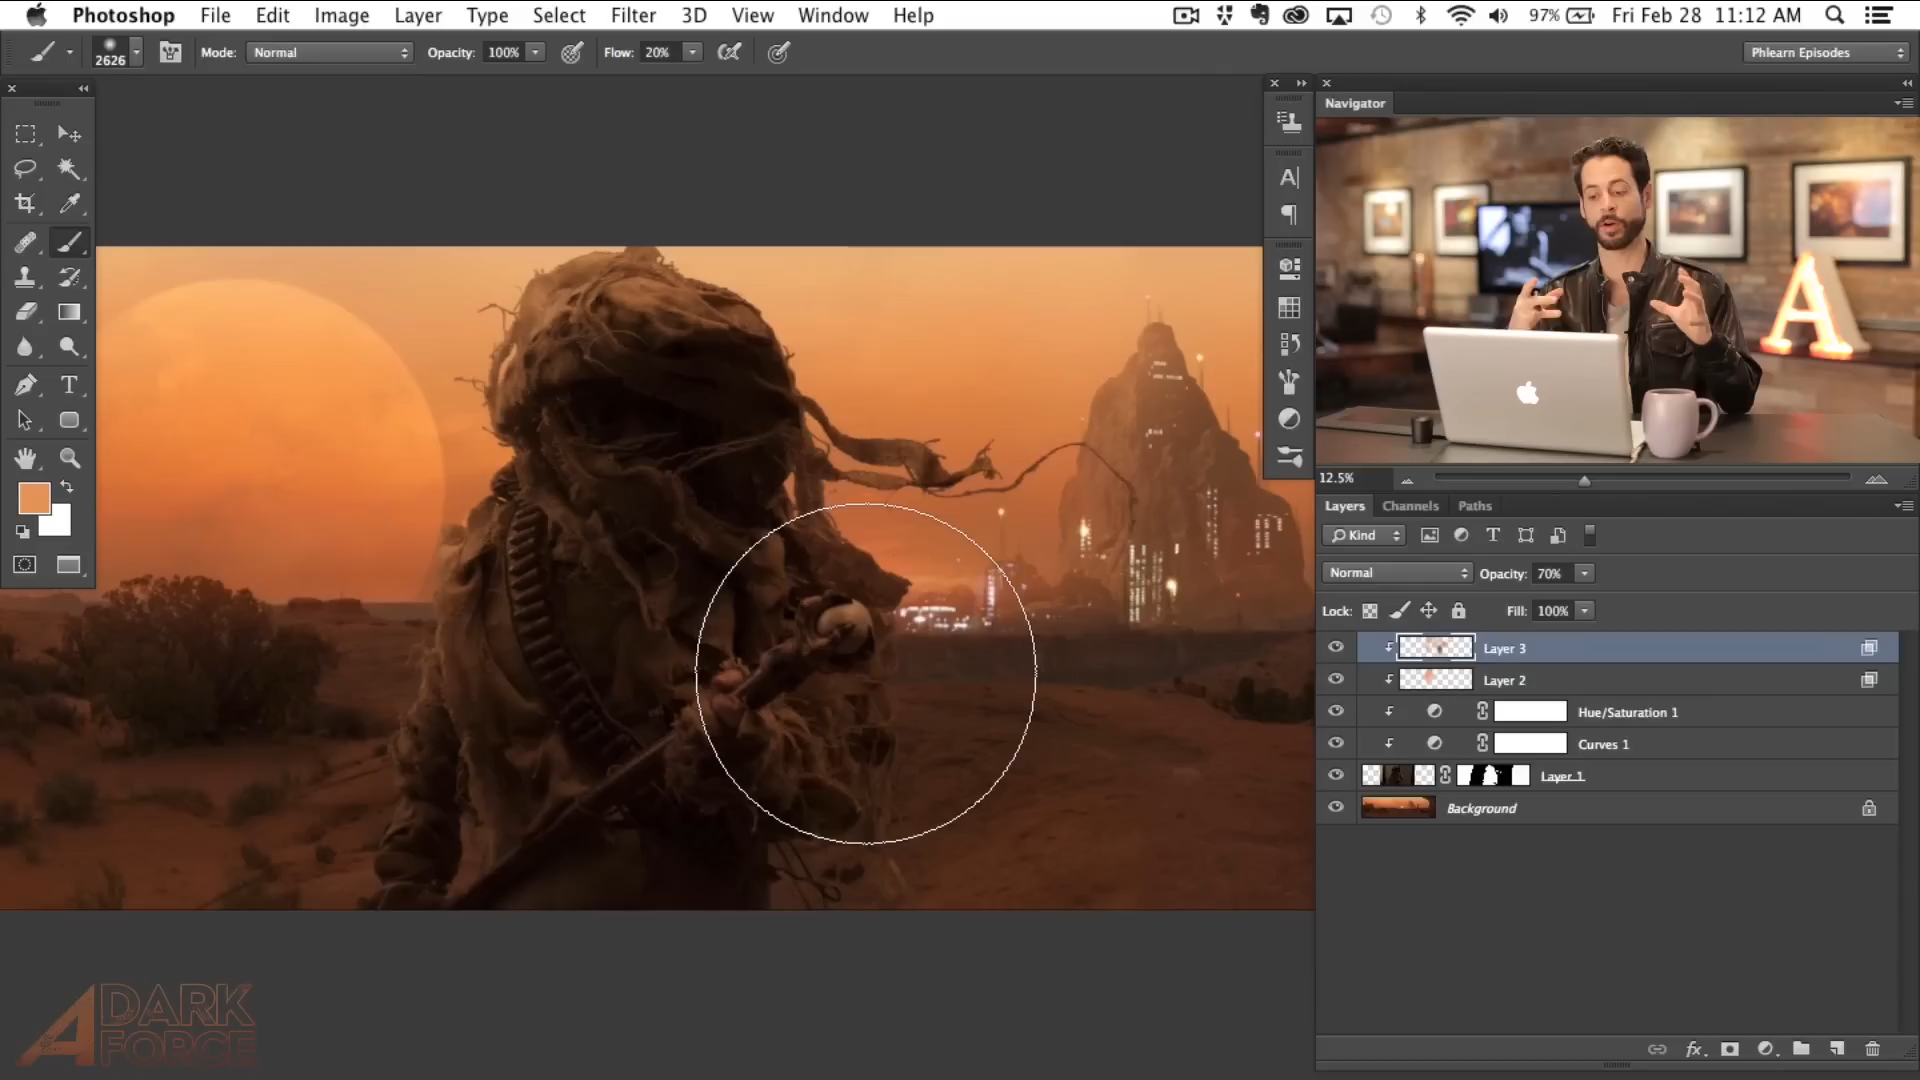 Photoshop File Edit Image Layer Type Select Filter 3D View Window Help 97% Fri Feb 28 11:12 AM
2626 Mode: Normal Opacity: 100% Flow: 20% Phlearn Episodes
Navigator
A
12.5%
Layers Channels Paths
Kind
Normal Opacity: 70%
Lock: Fill: 100%
Layer 3
Layer 2
Hue/Saturation 1
Curves 1
Layer 1
Background
fx
A DARK
FORCE